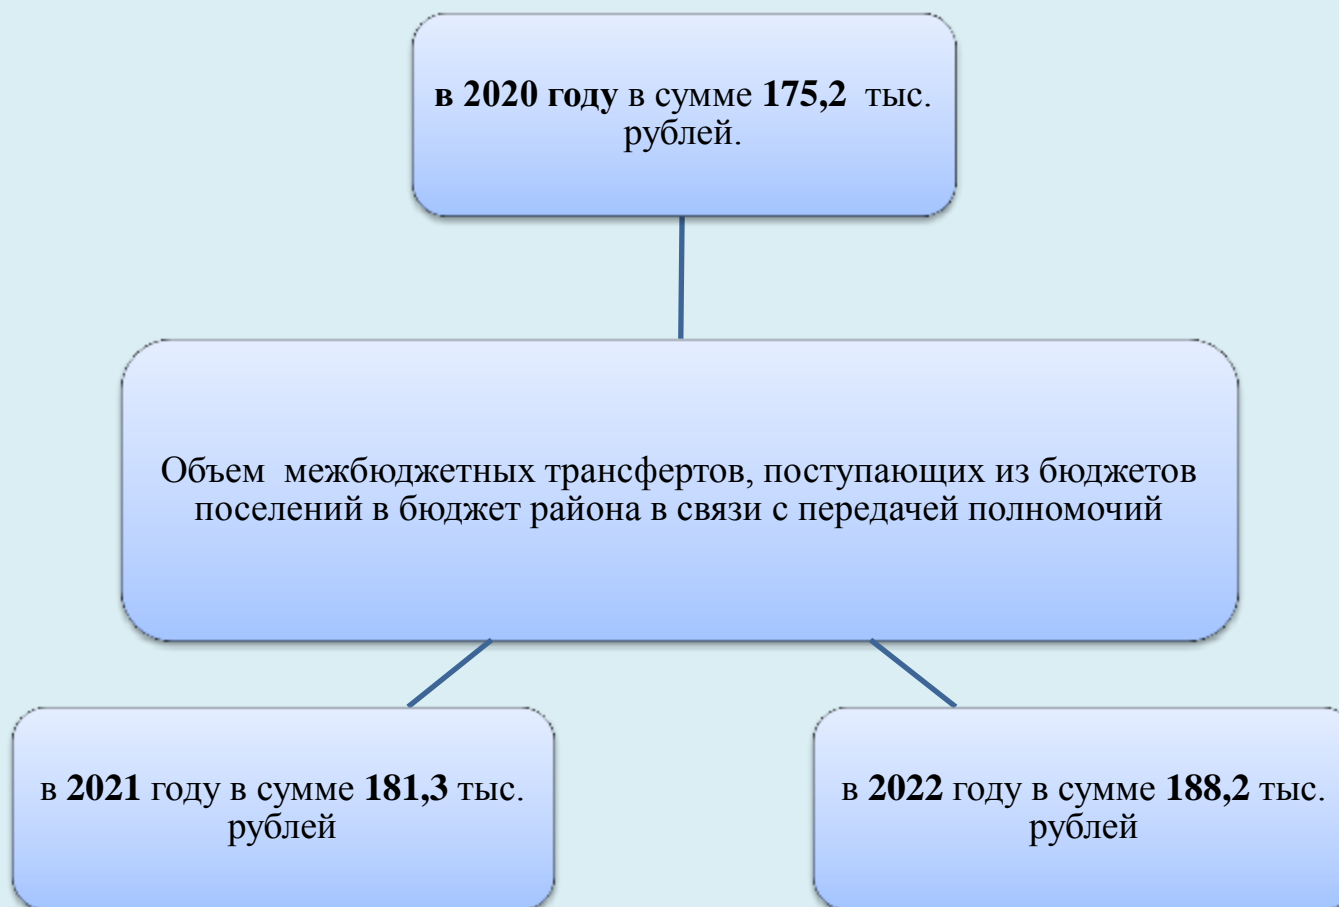 в 2020 году в сумме 175,2 тыс.
рублей.
Объем межбюджетных трансфертов, поступающих из бюджетов
поселений в бюджет района в связи с передачей полномочий
в 2021 году в сумме 181,3 тыс.
рублей
в 2022 году в сумме 188,2 тыс.
рублей